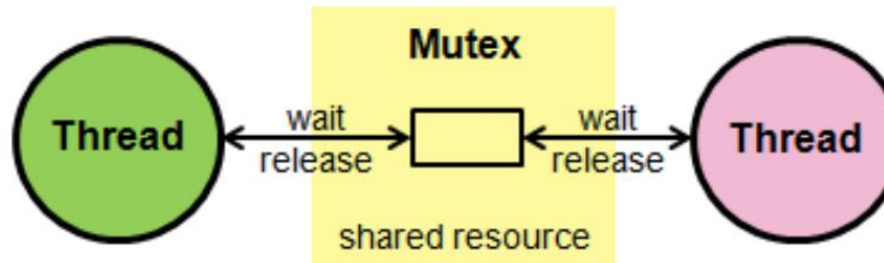 Mutex
Thread
wait
release
wait
release
Thread
shared resource